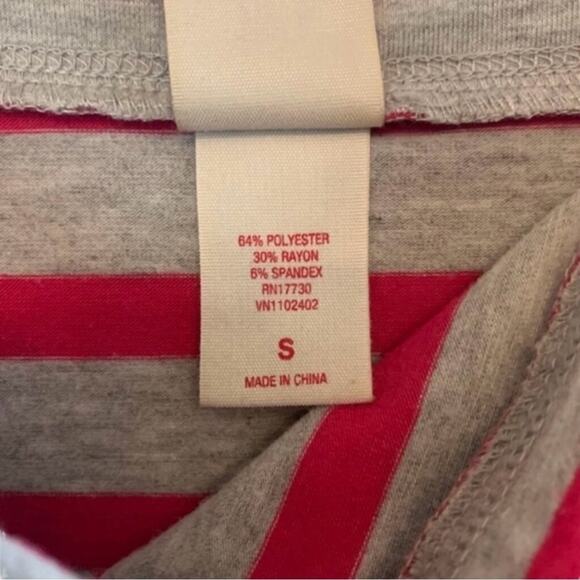 64% POLYESTER
30% RAYON
6% SPANDEX
RN17730
VN1102402
S
MADE IN CHINA